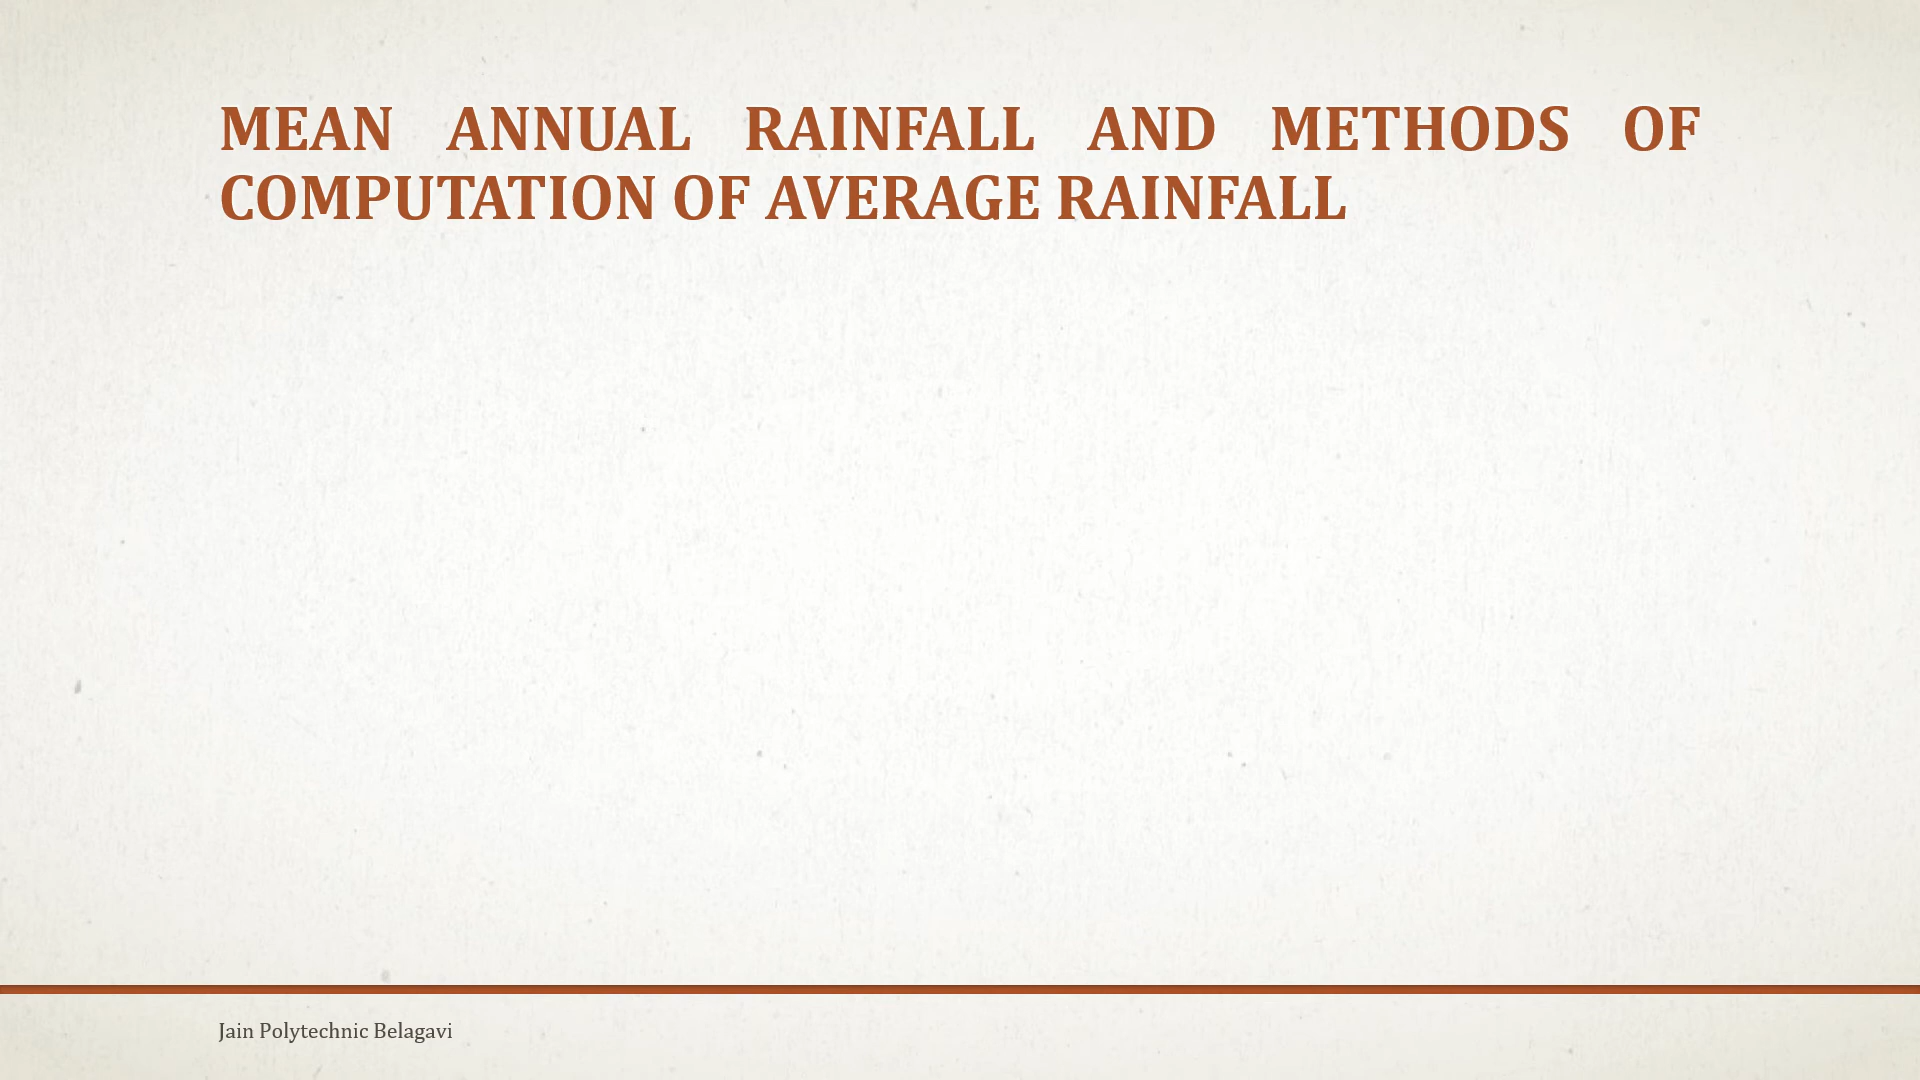 MEAN ANNUAL RAINFALL AND METHODS OF
COMPUTATION OF AVERAGE RAINFALL
Jain Polytechnic Belagavi